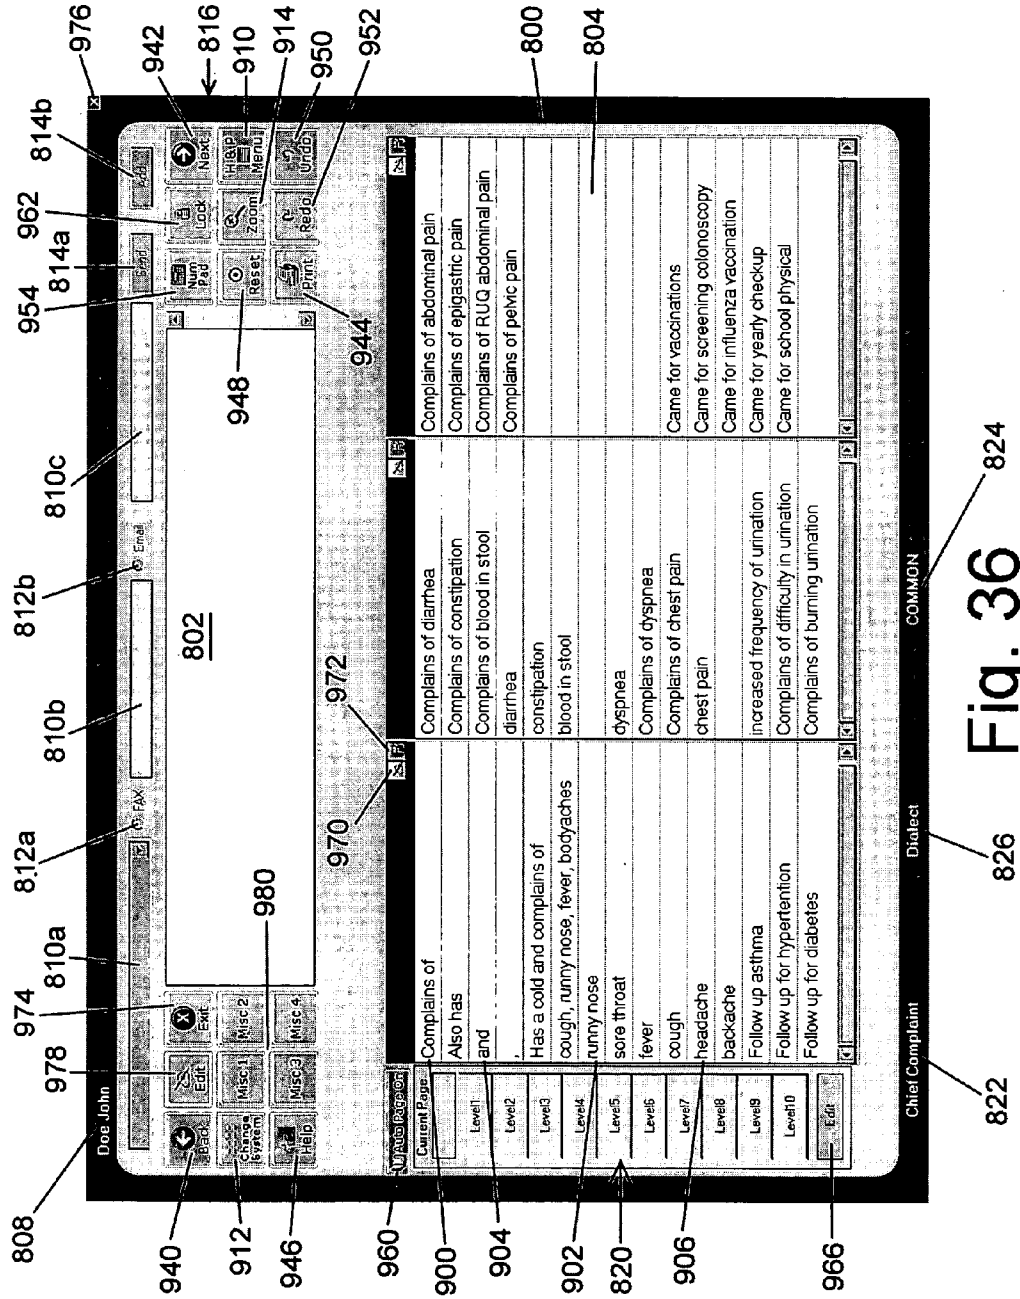 976
942
816
910
914
950
952
814b
962
814a
954
948
944
810c
812b
810b
812a
810a
974
978
808
940
912
946
980
960
970
972
800
804
802
Doe John
FAX
Email
Send
Add
Back
Edit
Exit
Change
System
Misc 1
Misc 2
Help
Misc 3
Misc 4
Num
Pad
Lock
Next
Reset
Zoom
H&P
Menu
Print
Redo
Undo
Auto Page On
Current Page
Level1
Level2
Level3
Level4
Level5
Level6
Level7
Level8
Level9
Level10
Edit
Complains of
Also has
and
,
Has a cold and complains of
cough, runny nose, fever, bodyaches
runny nose
sore throat
fever
cough
headache
backache
Follow up asthma
Follow up for hypertention
Follow up for diabetes
Complains of diarrhea
Complains of constipation
Complains of blood in stool
diarrhea
constipation
blood in stool
dyspnea
Complains of dyspnea
Complains of chest pain
chest pain
increased frequency of urination
Complains of difficulty in urination
Complains of burning urination
Complains of abdominal pain
Complains of epigastric pain
Complains of RUQ abdominal pain
Complains of pelvic pain
Came for vaccinations
Came for screening colonoscopy
Came for influenza vaccination
Came for yearly checkup
Came for school physical
Chief Complaint
Dialect
COMMON
900
904
902
820
906
966
822
826
824
Fig. 36